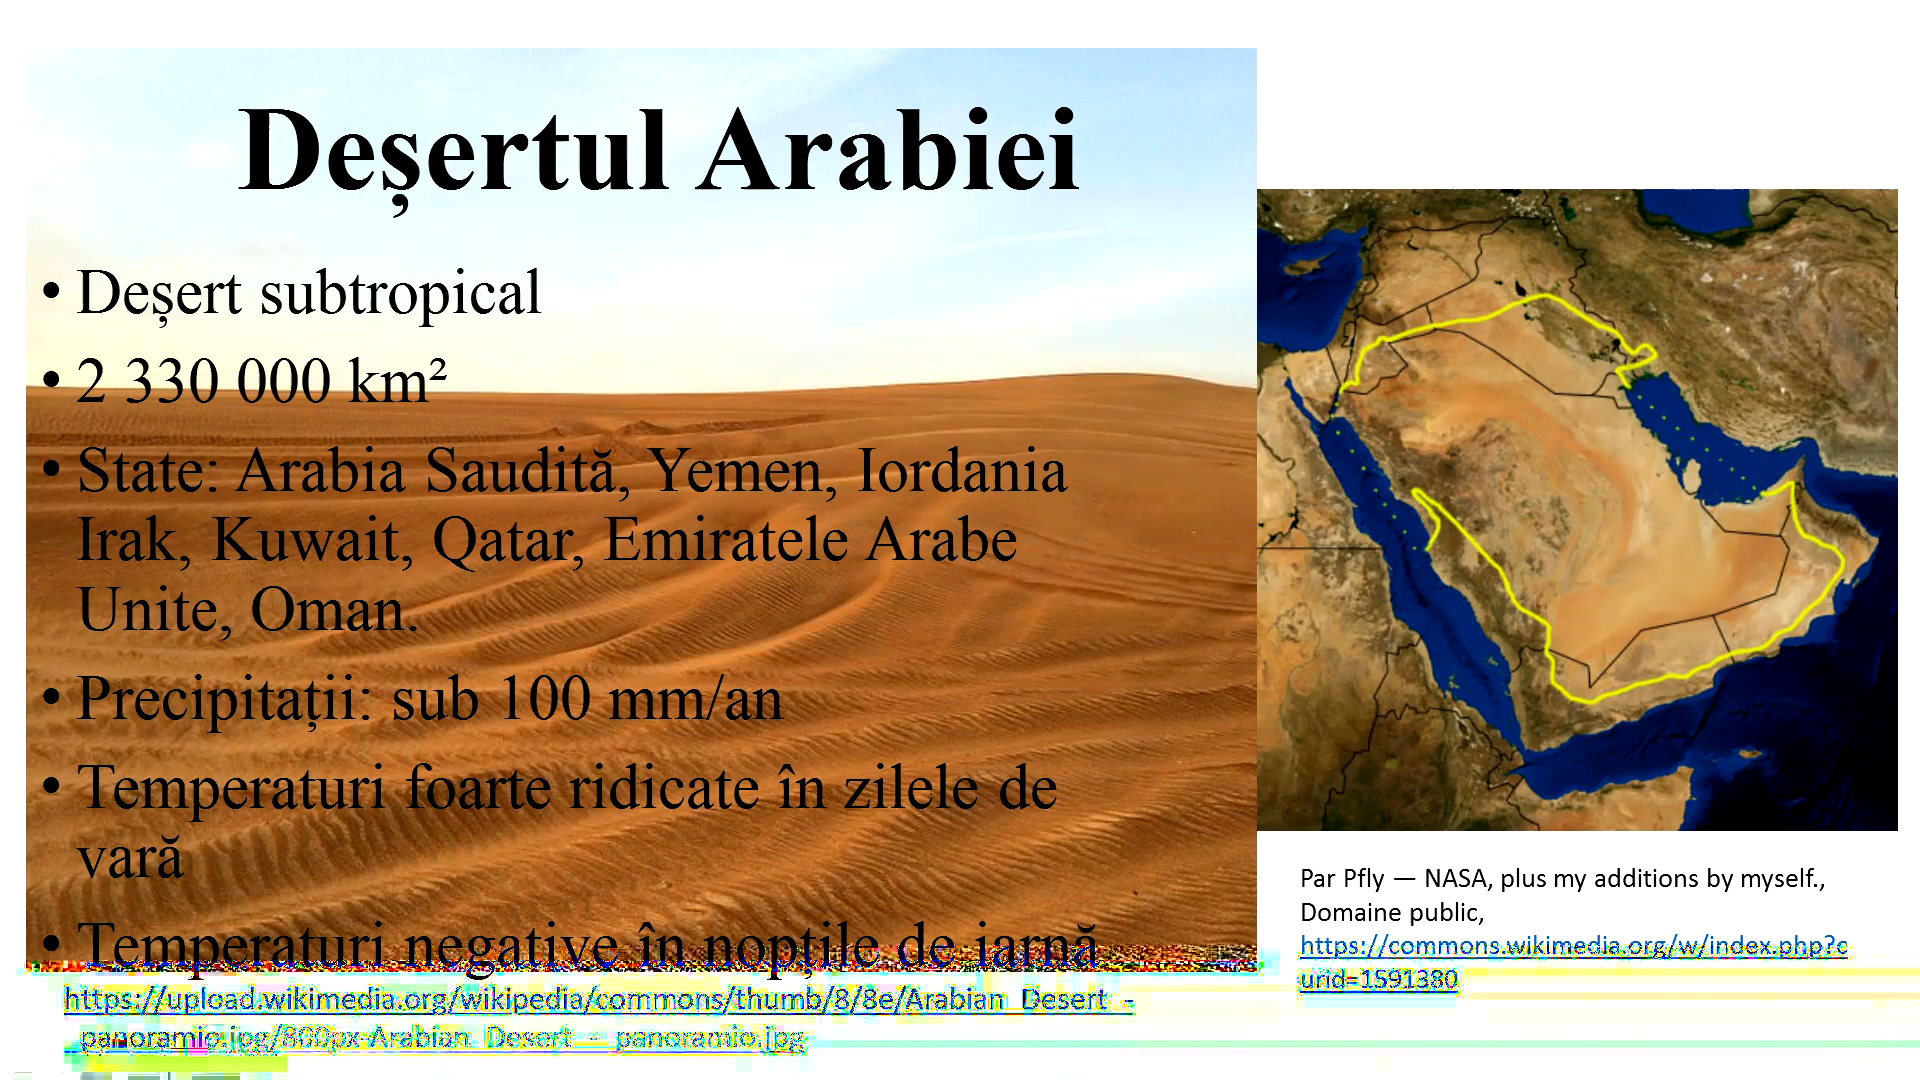 Deșertul Arabiei
• Deșert subtropical
• 2 330 000 km²
• State: Arabia Saudită, Yemen, Iordania
Irak, Kuwait, Qatar, Emiratele Arabe
Unite, Oman.
• Precipitații: sub 100 mm/an
• Temperaturi foarte ridicate în zilele de
vară
• Temperaturi negative în nopțile de iarnă
https://upload.wikimedia.org/wikipedia/commons/thumb/8/8e/Arabian_Desert_-
_panoramio.jpg/800px-Arabian_Desert_-_panoramio.jpg
Par Pfly — NASA, plus my additions by myself.,
Domaine public,
https://commons.wikimedia.org/w/index.php?c
urid=1591380